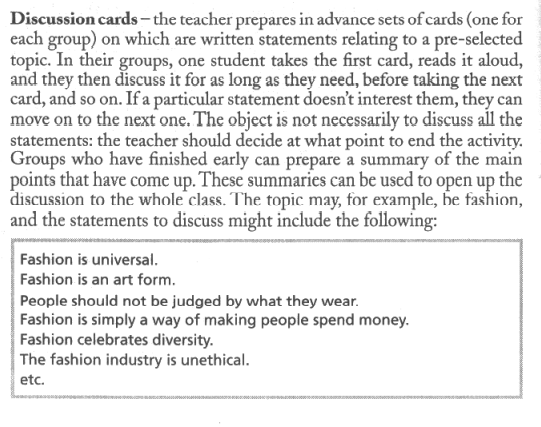 Discussion cards – the teacher prepares in advance sets of cards (one for
each group) on which are written statements relating to a pre-selected
topic. In their groups, one student takes the first card, reads it aloud,
and they then discuss it for as long as they need, before taking the next
card, and so on. If a particular statement doesn't interest them, they can
move on to the next one. The object is not necessarily to discuss all the
statements: the teacher should decide at what point to end the activity.
Groups who have finished early can prepare a summary of the main
points that have come up. These summaries can be used to open up the
discussion to the whole class. The topic may, for example, be fashion,
and the statements to discuss might include the following:
Fashion is universal.
Fashion is an art form.
People should not be judged by what they wear.
Fashion is simply a way of making people spend money.
Fashion celebrates diversity.
The fashion industry is unethical.
etc.